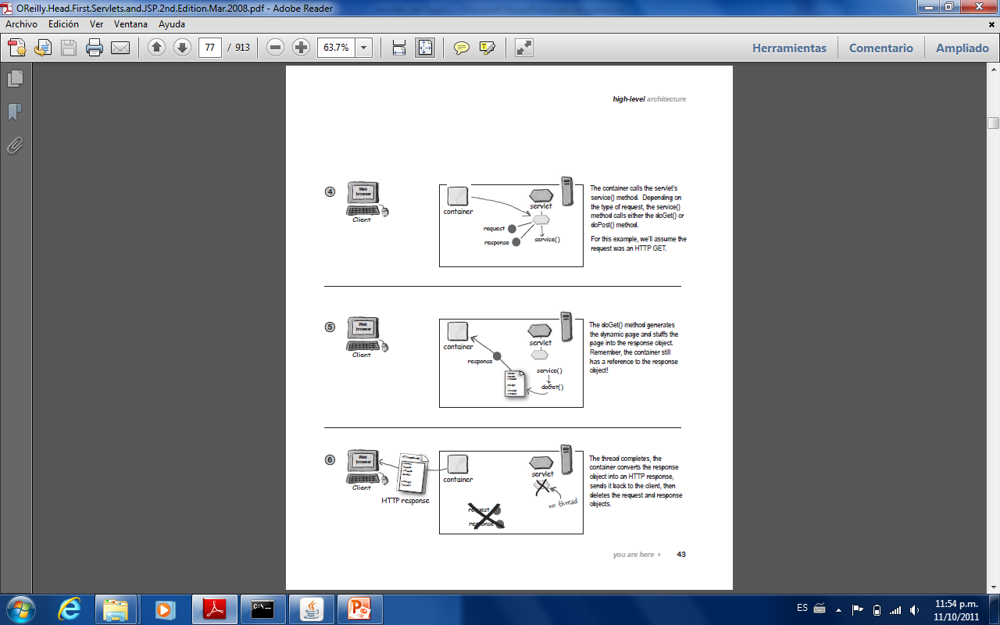 OReilly.Head.First.Servlets.and.JSP.2nd.Edition.Mar.2008.pdf - Adobe Reader
Archivo Edición Ver Ventana Ayuda
77 / 913 63.7% Herramientas Comentario Ampliado
high-level architecture
4
Web
browser
Client
container
servlet
request
response
service()
The container calls the servlet's
service() method. Depending on
the type of request, the service()
method calls either the doGet() or
doPost() method.
For this example, we'll assume the
request was an HTTP GET.
5
Web
browser
Client
container
servlet
response
service()
doGet()
The doGet() method generates
the dynamic page and stuffs the
page into the response object.
Remember, the container still
has a reference to the response
object!
6
Web
browser
Client
HTTP response
container
servlet
no thread
request
response
The thread completes, the
container converts the response
object into an HTTP response,
sends it back to the client, then
deletes the request and response
objects.
you are here 43
C:\_
ES
11:54 p.m.
11/10/2011